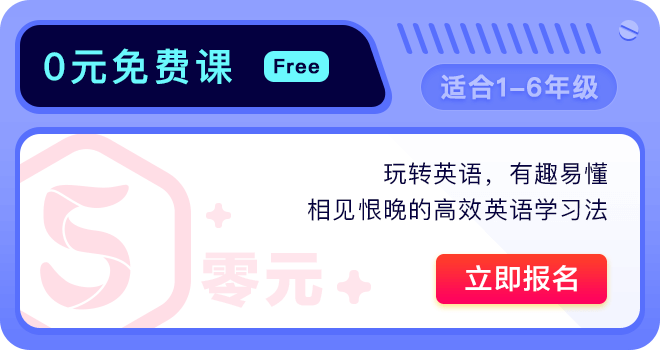 0元免费课
Free
适合1-6年级
玩转英语，有趣易懂
相见恨晚的高效英语学习法
零元
立即报名